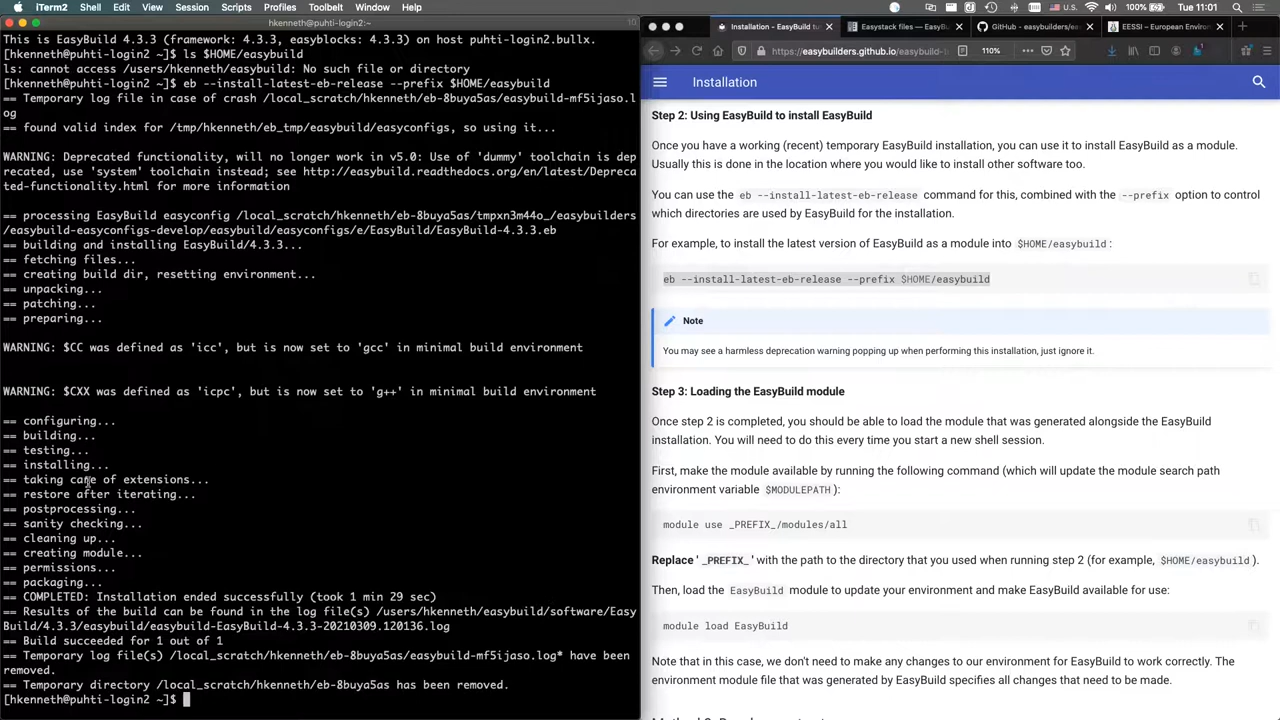 iTerm2 Shell Edit View Session Scripts Profiles Toolbelt Window Help 100% Tue 11:01
hkenneth@puhti-login2:~
This is EasyBuild 4.3.3 (framework: 4.3.3, easyblocks: 4.3.3) on host puhti-login2.bullx.
[hkenneth@puhti-login2 ~]$ ls $HOME/easybuild
ls: cannot access /users/hkenneth/easybuild: No such file or directory
[hkenneth@puhti-login2 ~]$ eb --install-latest-eb-release --prefix $HOME/easybuild
== Temporary log file in case of crash /local_scratch/hkenneth/eb-8buya5as/easybuild-mf5ijaso.l
og
== found valid index for /tmp/hkenneth/eb_tmp/easybuild/easyconfigs, so using it...
WARNING: Deprecated functionality, will no longer work in v5.0: Use of 'dummy' toolchain is dep
recated, use 'system' toolchain instead; see http://easybuild.readthedocs.org/en/latest/Depreca
ted-functionality.html for more information
== processing EasyBuild easyconfig /local_scratch/hkenneth/eb-8buya5as/tmpxn3m44o_/easybuilders
/easybuild-easyconfigs-develop/easybuild/easyconfigs/e/EasyBuild/EasyBuild-4.3.3.eb
== building and installing EasyBuild/4.3.3...
== fetching files...
== creating build dir, resetting environment...
== unpacking...
== patching...
== preparing...
WARNING: $CC was defined as 'icc', but is now set to 'gcc' in minimal build environment
WARNING: $CXX was defined as 'icpc', but is now set to 'g++' in minimal build environment
== configuring...
== building...
== testing...
== installing...
== taking care of extensions...
== restore after iterating...
== postprocessing...
== sanity checking...
== cleaning up...
== creating module...
== permissions...
== packaging...
== COMPLETED: Installation ended successfully (took 1 min 29 sec)
== Results of the build can be found in the log file(s) /users/hkenneth/easybuild/software/Easy
Build/4.3.3/easybuild/easybuild-EasyBuild-4.3.3-20210309.120136.log
== Build succeeded for 1 out of 1
== Temporary log file(s) /local_scratch/hkenneth/eb-8buya5as/easybuild-mf5ijaso.log* have been
removed.
== Temporary directory /local_scratch/hkenneth/eb-8buya5as has been removed.
[hkenneth@puhti-login2 ~]$
Installation - EasyBuild tu Easystack files — EasyBu GitHub - easybuilders/e EESSI – European Enviro
https://easybuilders.github.io/easybuild- 110%
Installation
Step 2: Using EasyBuild to install EasyBuild
Once you have a working (recent) temporary EasyBuild installation, you can use it to install EasyBuild as a module.
Usually this is done in the location where you would like to install other software too.
You can use the eb --install-latest-eb-release command for this, combined with the --prefix option to control
which directories are used by EasyBuild for the installation.
For example, to install the latest version of EasyBuild as a module into $HOME/easybuild:
eb --install-latest-eb-release --prefix $HOME/easybuild
Note
You may see a harmless deprecation warning popping up when performing this installation, just ignore it.
Step 3: Loading the EasyBuild module
Once step 2 is completed, you should be able to load the module that was generated alongside the EasyBuild
installation. You will need to do this every time you start a new shell session.
First, make the module available by running the following command (which will update the module search path
environment variable $MODULEPATH):
module use _PREFIX_/modules/all
Replace '_PREFIX_' with the path to the directory that you used when running step 2 (for example, $HOME/easybuild).
Then, load the EasyBuild module to update your environment and make EasyBuild available for use:
module load EasyBuild
Note that in this case, we don't need to make any changes to our environment for EasyBuild to work correctly. The
environment module file that was generated by EasyBuild specifies all changes that need to be made.